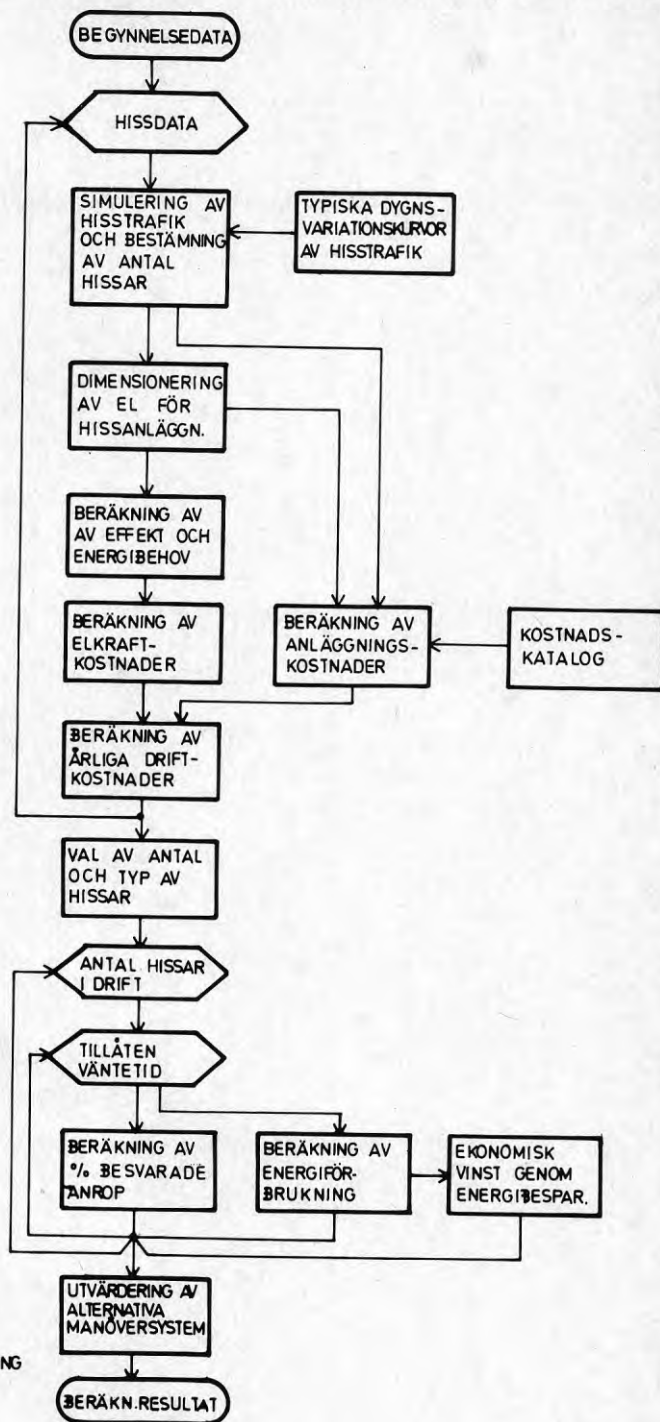 BEGYNNELSEDATA
HISSDATA
SIMULERING AV
HISSTRAFIK
OCH BESTÄMNING
AV ANTAL
HISSAR
TYPISKA DYGNS-
VARIATIONSKURVOR
AV HISSTRAFIK
DIMENSIONERING
AV EL FÖR
HISSANLÄGGN.
BERÄKNING AV
AV EFFEKT OCH
ENERGIBEHOV
BERÄKNING AV
ELKRAFT-
KOSTNADER
BERÄKNING AV
ANLÄGGNINGS-
KOSTNADER
KOSTNADS-
KATALOG
BERÄKNING AV
ÅRLIGA DRIFT-
KOSTNADER
VAL AV ANTAL
OCH TYP AV
HISSAR
ANTAL HISSAR
I DRIFT
TILLÅTEN
VÄNTETID
BERÄKNING AV
% BESVARADE
ANROP
BERÄKNING AV
ENERGIFÖR-
BRUKNING
EKONOMISK
VINST GENOM
ENERGIBESPAR.
UTVÄRDERING AV
ALTERNATIVA
MANÖVERSYSTEM
NG
BERÄKN.RESULTAT